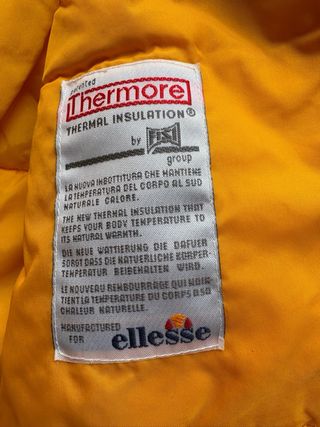 patented
Thermore
THERMAL INSULATION®
by FISI
group
LA NUOVA IMBOTTITURA CHE MANTIENE
LA TEMPERATURA DEL CORPO AL SUO
NATURALE CALORE.
THE NEW THERMAL INSULATION THAT
KEEPS YOUR BODY TEMPERATURE TO
ITS NATURAL WARMTH.
DIE NEUE WATTIERUNG DIE DAFUER
SORGT DASS DIE NATUERLICHE KORPER-
TEMPERATUR BEIBEHALTEN WIRD.
LE NOUVEAU REMBOURRAGE QUI MAIN
TIENT LA TEMPERATURE DU CORPS A SA
CHALEUR NATURELLE.
MANUFACTURED
FOR ellesse